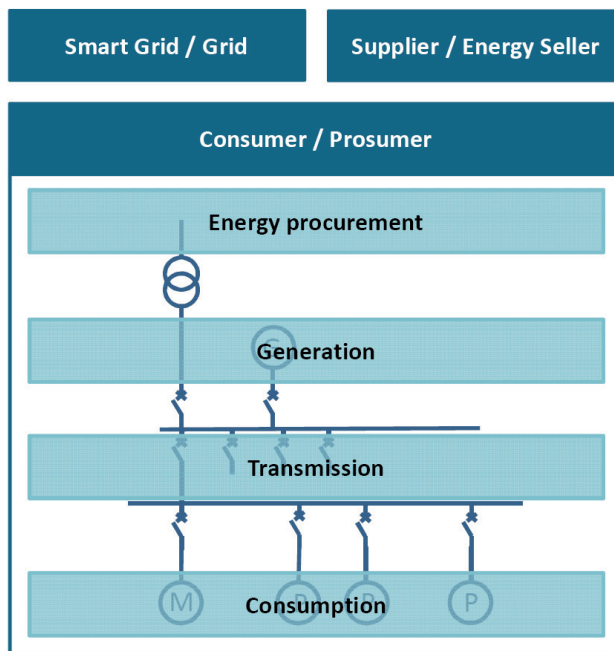 Smart Grid / Grid
Supplier / Energy Seller
Consumer / Prosumer
Energy procurement
G
Generation
Transmission
M
P
P
P
Consumption